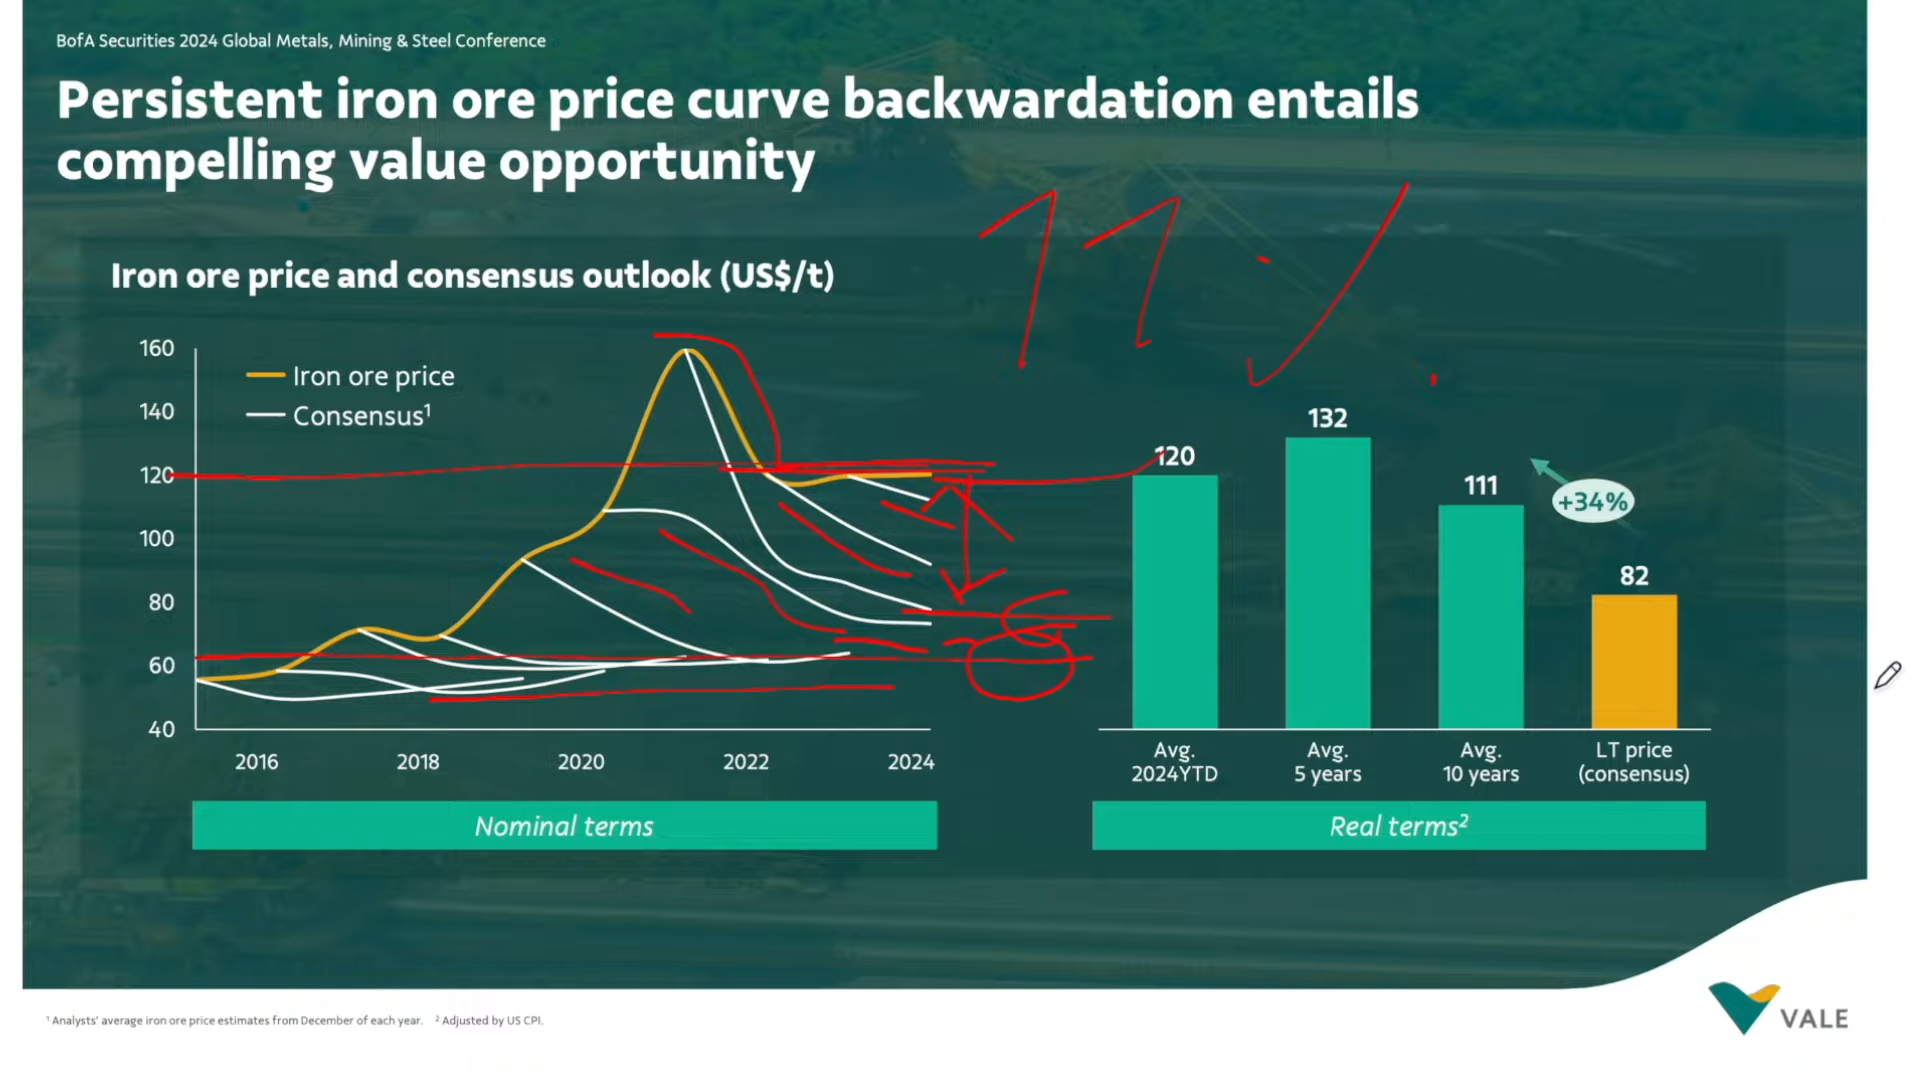 BofA Securities 2024 Global Metals, Mining & Steel Conference
Persistent iron ore price curve backwardation entails
compelling value opportunity
Iron ore price and consensus outlook (US$/t)
160
140
120
100
80
60
40
Iron ore price
Consensus¹
2016
2018
2020
2022
2024
Nominal terms
120
132
111
82
+34%
Avg.
2024YTD
Avg.
5 years
Avg.
10 years
LT price
(consensus)
Real terms²
¹ Analysts' average iron ore price estimates from December of each year. ² Adjusted by US CPI.
VALE